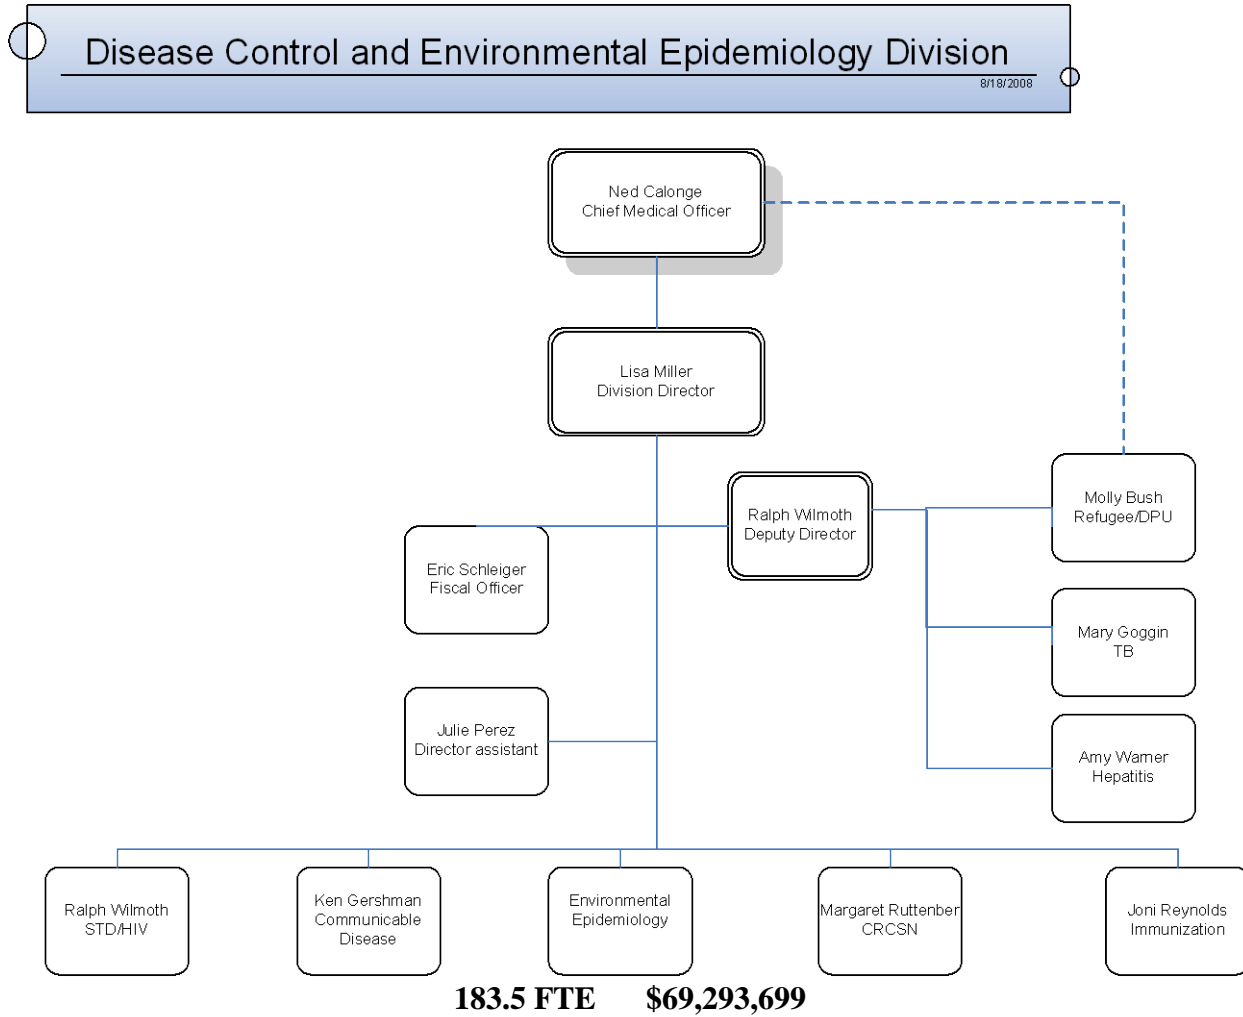 Disease Control and Environmental Epidemiology Division
8/18/2008
Ned Calonge
Chief Medical Officer
Lisa Miller
Division Director
Ralph Wilmoth
Deputy Director
Molly Bush
Refugee/DPU
Eric Schleiger
Fiscal Officer
Mary Goggin
TB
Julie Perez
Director assistant
Amy Warner
Hepatitis
Ralph Wilmoth
STD/HIV
Ken Gershman
Communicable
Disease
Environmental
Epidemiology
Margaret Ruttenber
CRCSN
Joni Reynolds
Immunization
183.5 FTE $69,293,699